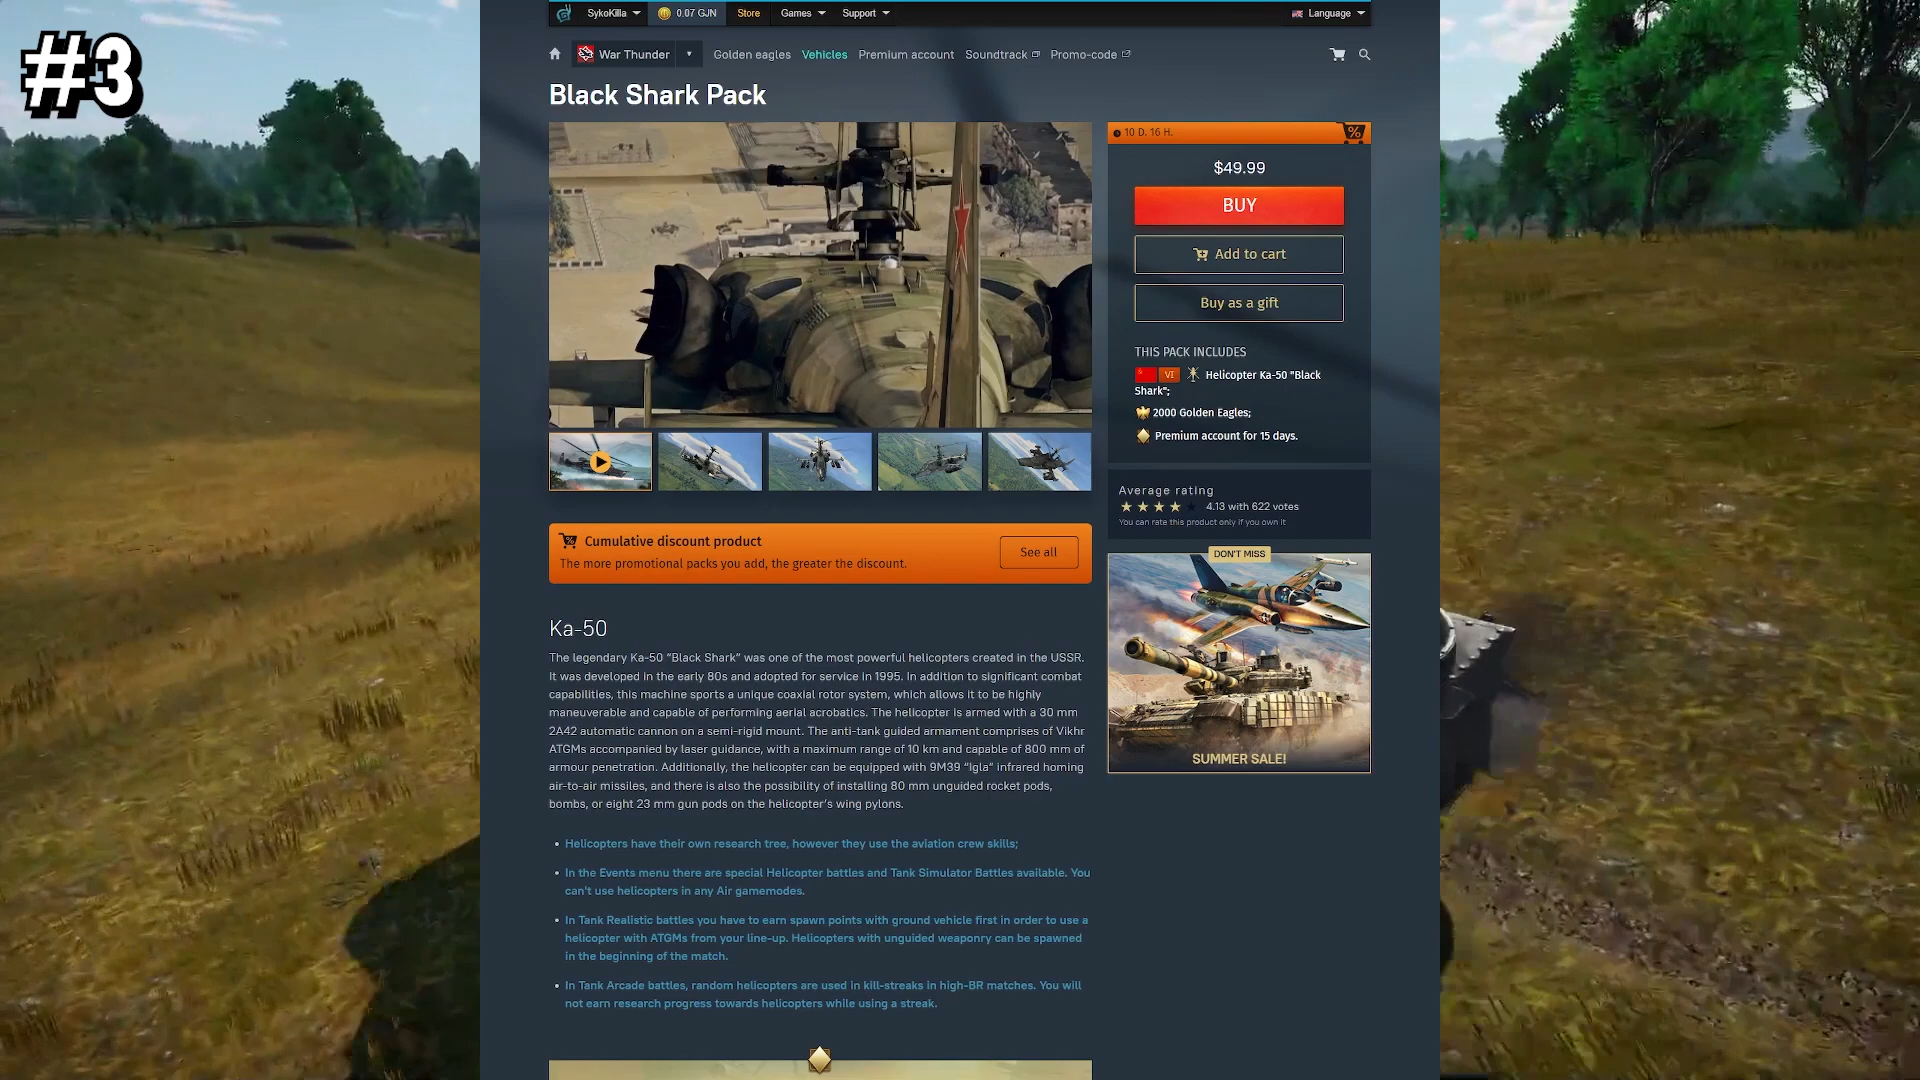 #3
SykoKilla
0.07 GJN
Store
Games
Support
Language
War Thunder
Golden eagles
Vehicles
Premium account
Soundtrack
Promo-code
Black Shark Pack
10 D. 16 H.
%
$49.99
BUY
Add to cart
Buy as a gift
THIS PACK INCLUDES
VI Helicopter Ka-50 "Black
Shark";
2000 Golden Eagles;
Premium account for 15 days.
Average rating
4.13 with 622 votes
You can rate this product only if you own it
DON'T MISS
SUMMER SALE!
% Cumulative discount product
The more promotional packs you add, the greater the discount.
See all
Ka-50
The legendary Ka-50 “Black Shark” was one of the most powerful helicopters created in the USSR.
It was developed in the early 80s and adopted for service in 1995. In addition to significant combat
capabilities, this machine sports a unique coaxial rotor system, which allows it to be highly
maneuverable and capable of performing aerial acrobatics. The helicopter is armed with a 30 mm
2A42 automatic cannon on a semi-rigid mount. The anti-tank guided armament comprises of Vikhr
ATGMs accompanied by laser guidance, with a maximum range of 10 km and capable of 800 mm of
armour penetration. Additionally, the helicopter can be equipped with 9M39 “Igla” infrared homing
air-to-air missiles, and there is also the possibility of installing 80 mm unguided rocket pods,
bombs, or eight 23 mm gun pods on the helicopter’s wing pylons.
• Helicopters have their own research tree, however they use the aviation crew skills;
• In the Events menu there are special Helicopter battles and Tank Simulator Battles available. You
can't use helicopters in any Air gamemodes.
• In Tank Realistic battles you have to earn spawn points with ground vehicle first in order to use a
helicopter with ATGMs from your line-up. Helicopters with unguided weaponry can be spawned
in the beginning of the match.
• In Tank Arcade battles, random helicopters are used in kill-streaks in high-BR matches. You will
not earn research progress towards helicopters while using a streak.